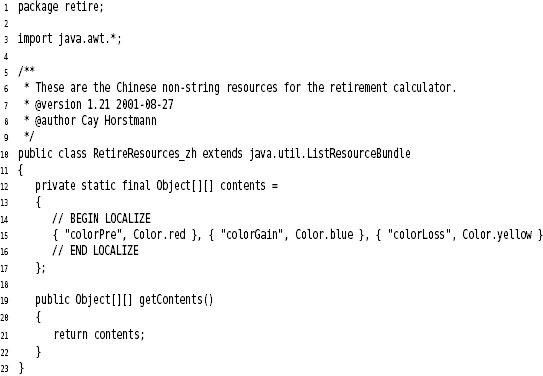 1 package retire;
2
3 import java.awt.*;
4
5 /**
6  * These are the Chinese non-string resources for the retirement calculator.
7  * @version 1.21 2001-08-27
8  * @author Cay Horstmann
9  */
10 public class RetireResources_zh extends java.util.ListResourceBundle
11 {
12    private static final Object[][] contents =
13    {
14       // BEGIN LOCALIZE
15       { "colorPre", Color.red }, { "colorGain", Color.blue }, { "colorLoss", Color.yellow }
16       // END LOCALIZE
17    };
18
19    public Object[][] getContents()
20    {
21       return contents;
22    }
23 }